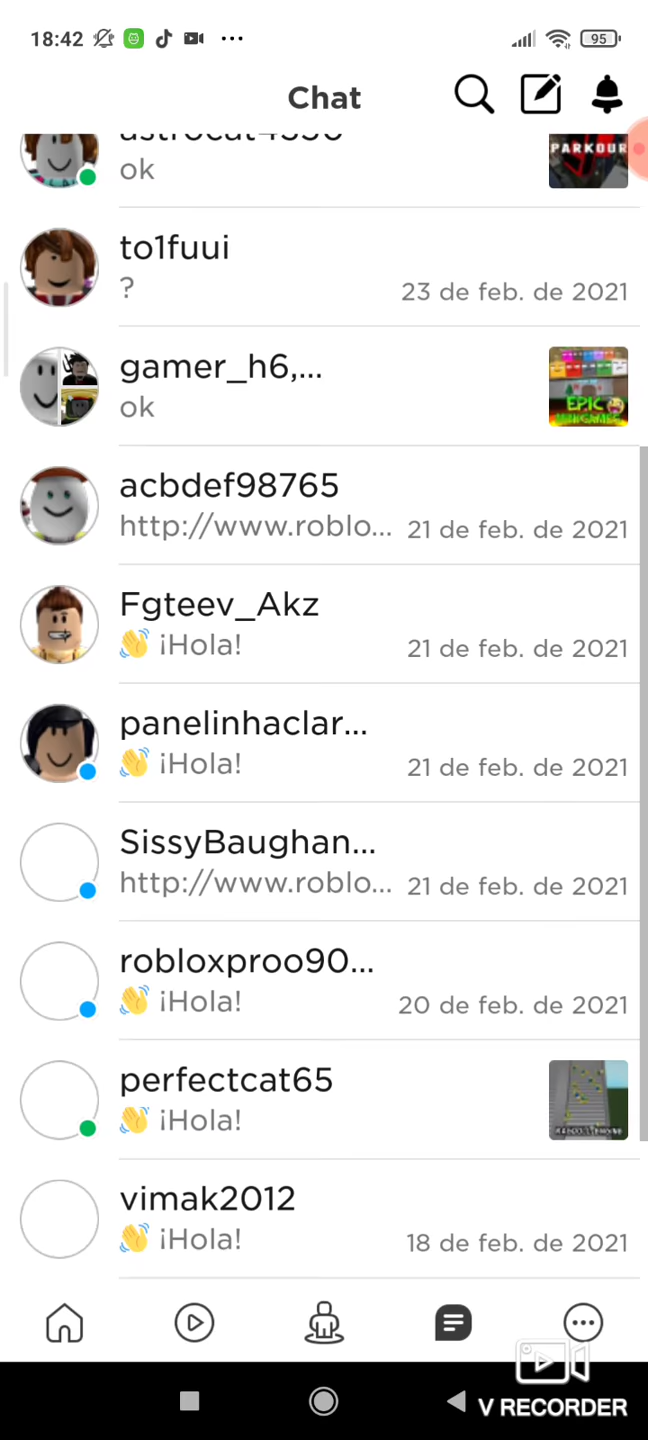 18:42 95
Chat
ok
PARKOUR
to1fuui
?
23 de feb. de 2021
gamer_h6,...
ok
EPIC
MINIGAMES
acbdef98765
http://www.roblo...
21 de feb. de 2021
Fgteev_Akz
👋 ¡Hola!
21 de feb. de 2021
panelinhaclar...
👋 ¡Hola!
21 de feb. de 2021
SissyBaughan...
http://www.roblo...
21 de feb. de 2021
robloxproo90...
👋 ¡Hola!
20 de feb. de 2021
perfectcat65
👋 ¡Hola!
vimak2012
👋 ¡Hola!
18 de feb. de 2021
V RECORDER